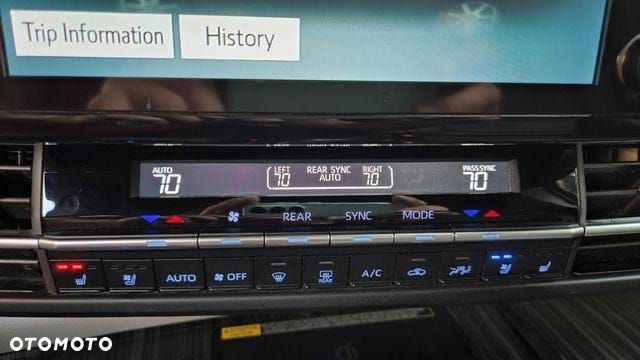 Trip Information
History
AUTO
70
LEFT
70
REAR SYNC
AUTO
RIGHT
70
PASS SYNC
70
REAR
SYNC
MODE
AUTO
OFF
REAR
A/C
OTOMOTO